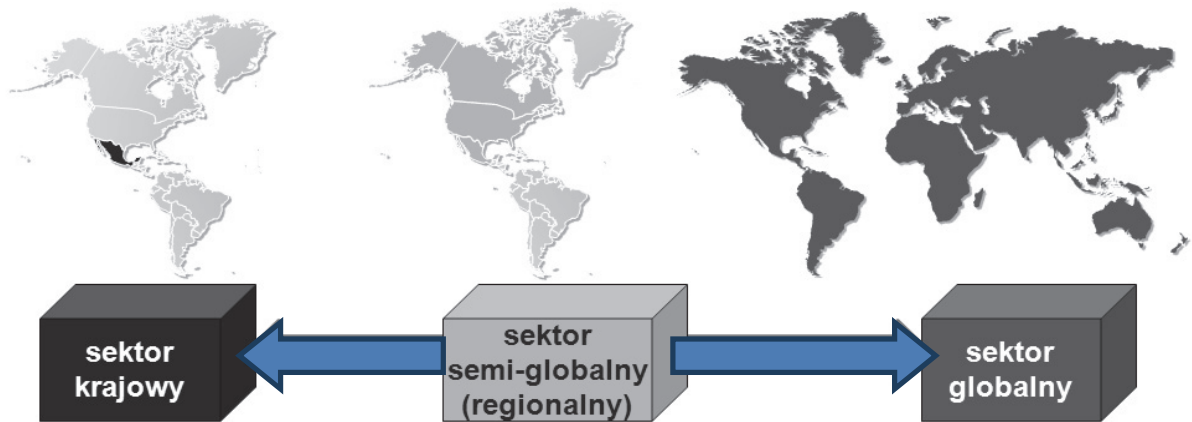 sektor
krajowy
sektor
semi-globalny
(regionalny)
sektor
globalny